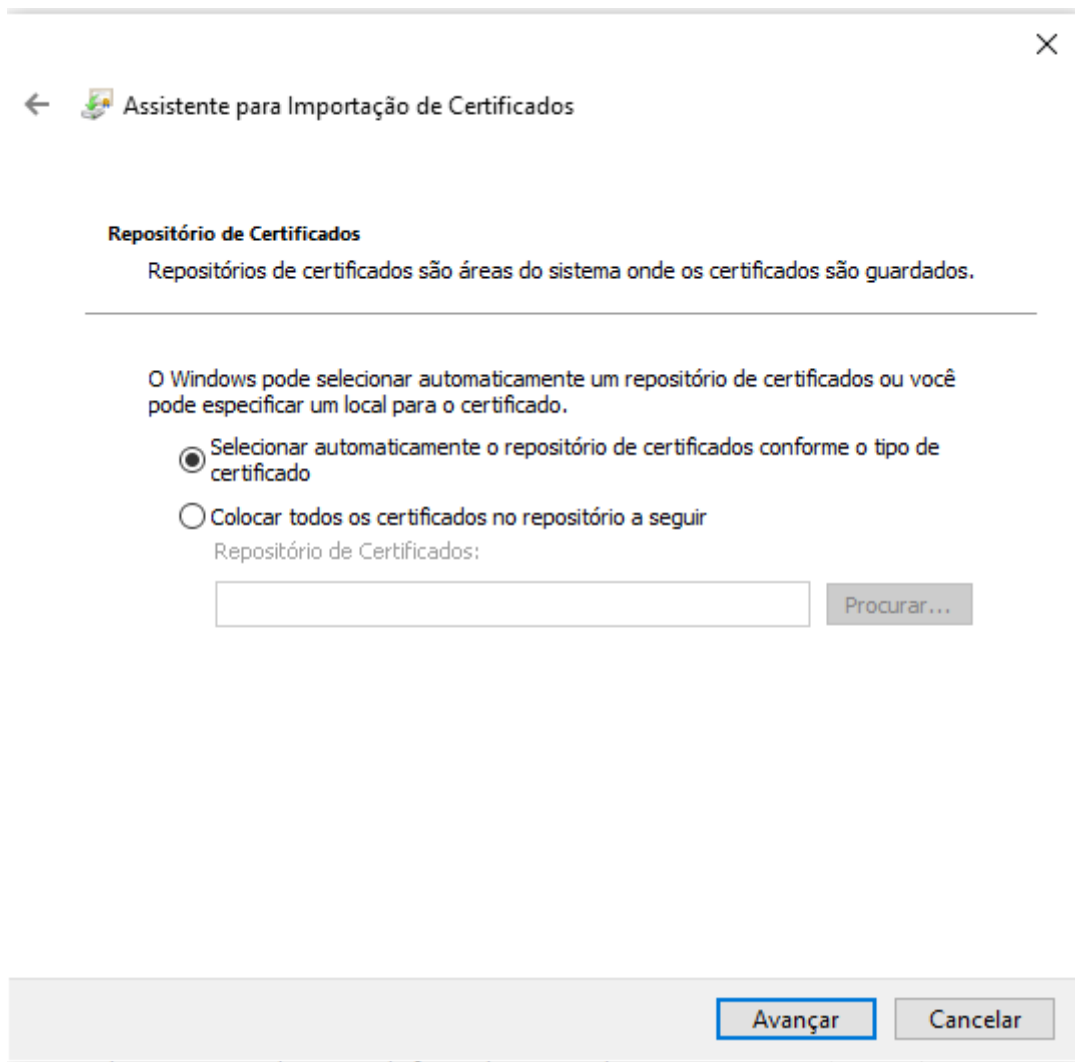 Assistente para Importação de Certificados
Repositório de Certificados
Repositórios de certificados são áreas do sistema onde os certificados são guardados.
O Windows pode selecionar automaticamente um repositório de certificados ou você
pode especificar um local para o certificado.
Selecionar automaticamente o repositório de certificados conforme o tipo de
certificado
Colocar todos os certificados no repositório a seguir
Repositório de Certificados:
Procurar...
Avançar
Cancelar